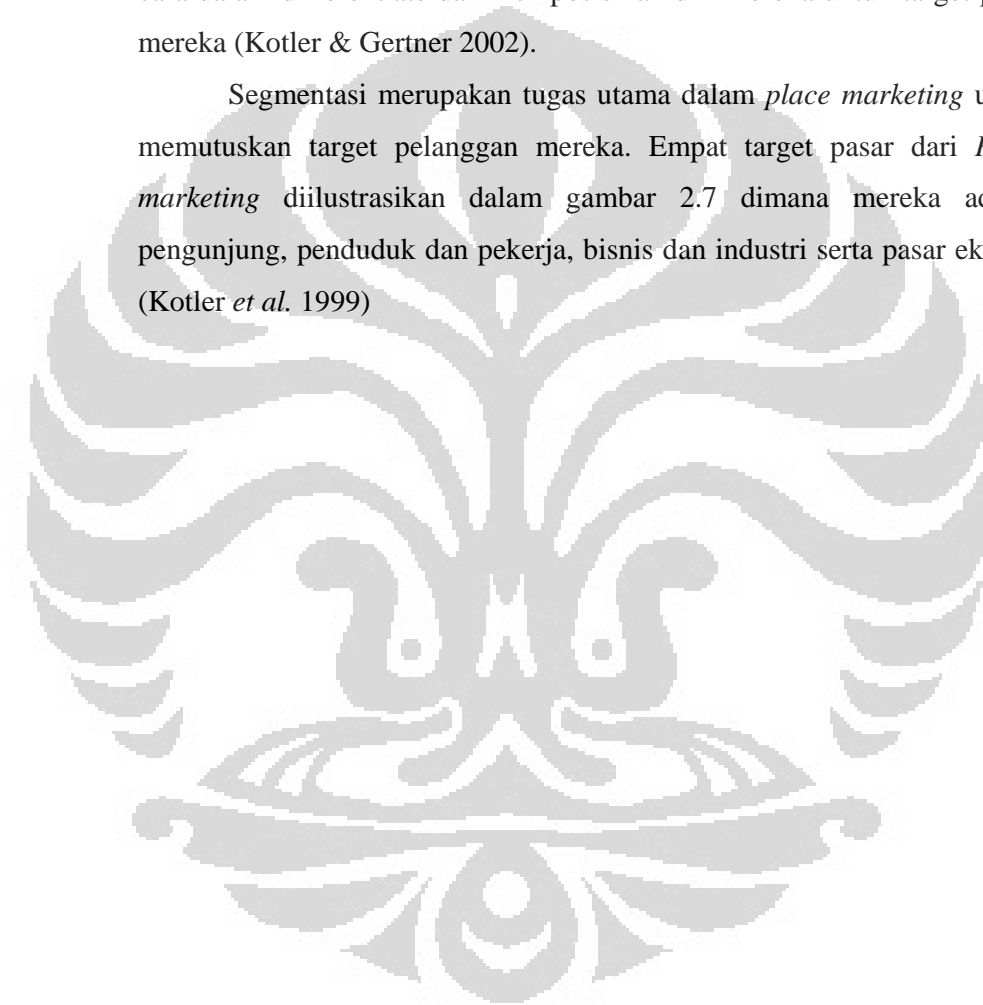 mereka (Kotler & Gertner 2002).
Segmentasi merupakan tugas utama dalam place marketing
memutuskan target pelanggan mereka. Empat target pasar dari
marketing diilustrasikan dalam gambar 2.7 dimana mereka
pengunjung, penduduk dan pekerja, bisnis dan industri serta pasar
(Kotler et al. 1999)